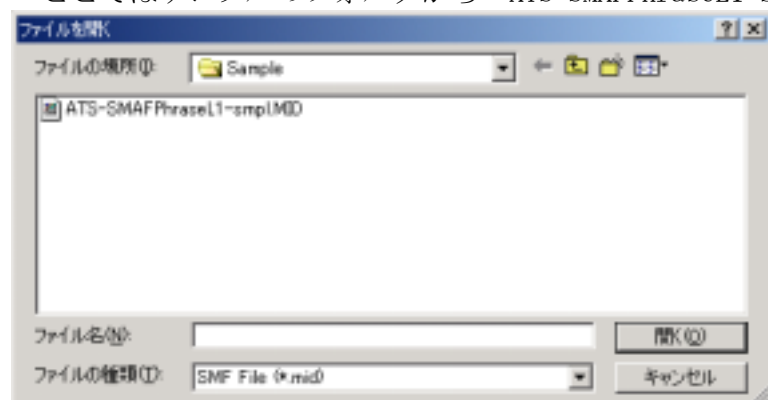 ファイルを開く
ファイルの場所(I): Sample
ATS-SMAFPhraseL1-smpl.MID
ファイル名(N): 開く(O)
ファイルの種類(T): SMF File (*.mid) キャンセル